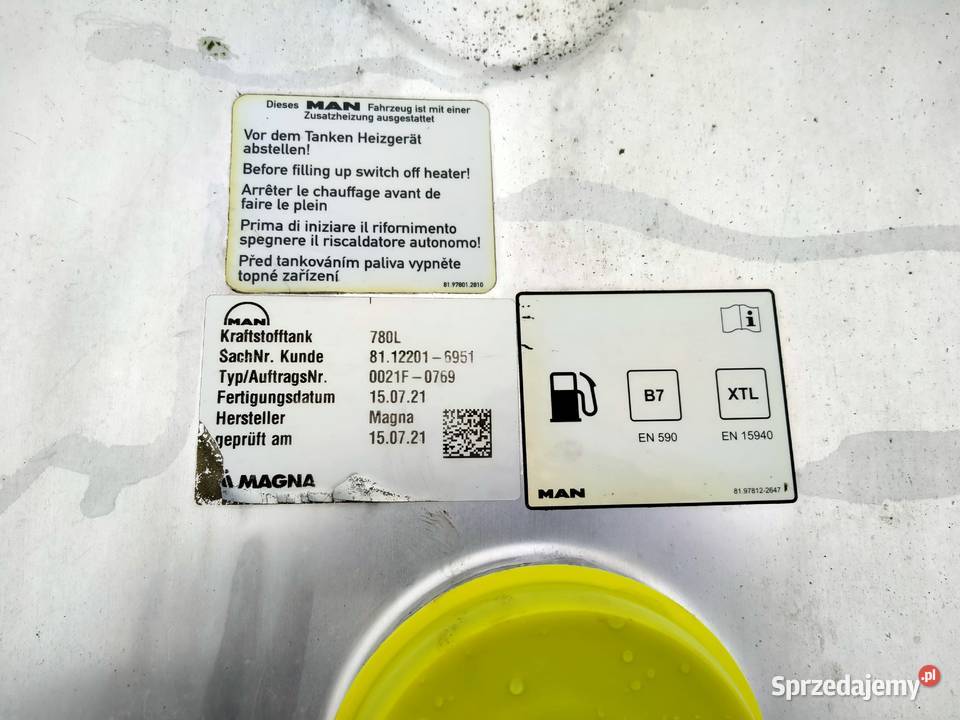 Dieses MAN Fahrzeug ist mit einer
Zusatzheizung ausgestattet
Vor dem Tanken Heizgerät
abstellen!
Before filling up switch off heater!
Arrêter le chauffage avant de
faire le plein
Prima di iniziare il rifornimento
spegnere il riscaldatore autonomo!
Před tankováním paliva vypněte
topné zařízení
81.97801.2810
MAN
Kraftstofftank 780L
SachNr. Kunde 81.12201-6951
Typ/AuftragsNr. 0021F-0769
Fertigungsdatum 15.07.21
Hersteller Magna
geprüft am 15.07.21
MAGNA
i
B7
XTL
EN 590
EN 15940
MAN
81.97812-2647
Sprzedajemy.pl